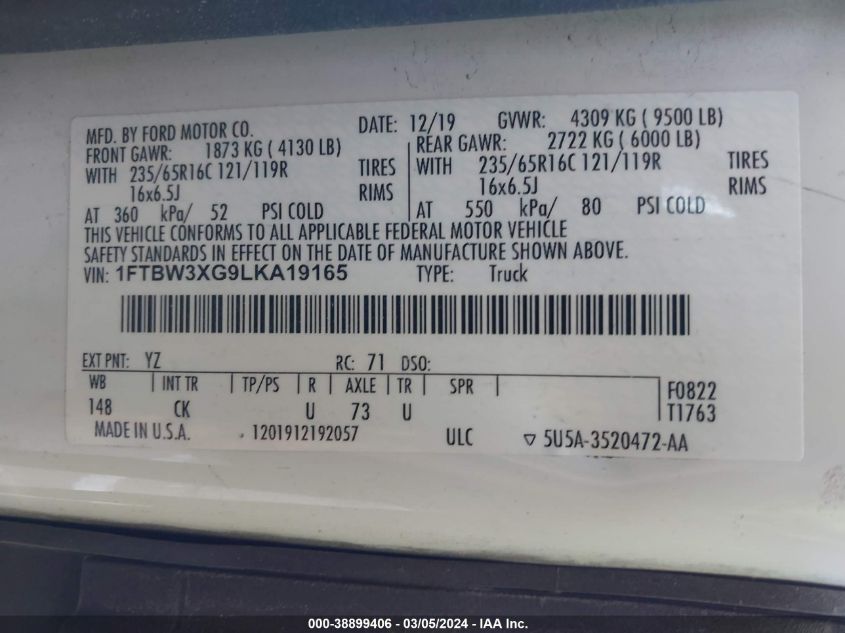 MFD. BY FORD MOTOR CO. DATE: 12/19 GVWR: 4309 KG ( 9500 LB)
FRONT GAWR: 1873 KG ( 4130 LB) REAR GAWR: 2722 KG ( 6000 LB)
WITH 235/65R16C 121/119R TIRES WITH 235/65R16C 121/119R TIRES
16x6.5J RIMS 16x6.5J RIMS
AT 360 kPa/ 52 PSI COLD AT 550 kPa/ 80 PSI COLD
THIS VEHICLE CONFORMS TO ALL APPLICABLE FEDERAL MOTOR VEHICLE
SAFETY STANDARDS IN EFFECT ON THE DATE OF MANUFACTURE SHOWN ABOVE.
VIN: 1FTBW3XG9LKA19165 TYPE: Truck
EXT PNT: YZ RC: 71 DSO:
WB INT TR TP/PS R AXLE TR SPR F0822
148 CK U 73 U T1763
MADE IN U.S.A. 1201912192057 ULC ▽ 5U5A-3520472-AA
000-38899406 - 03/05/2024 - IAA Inc.